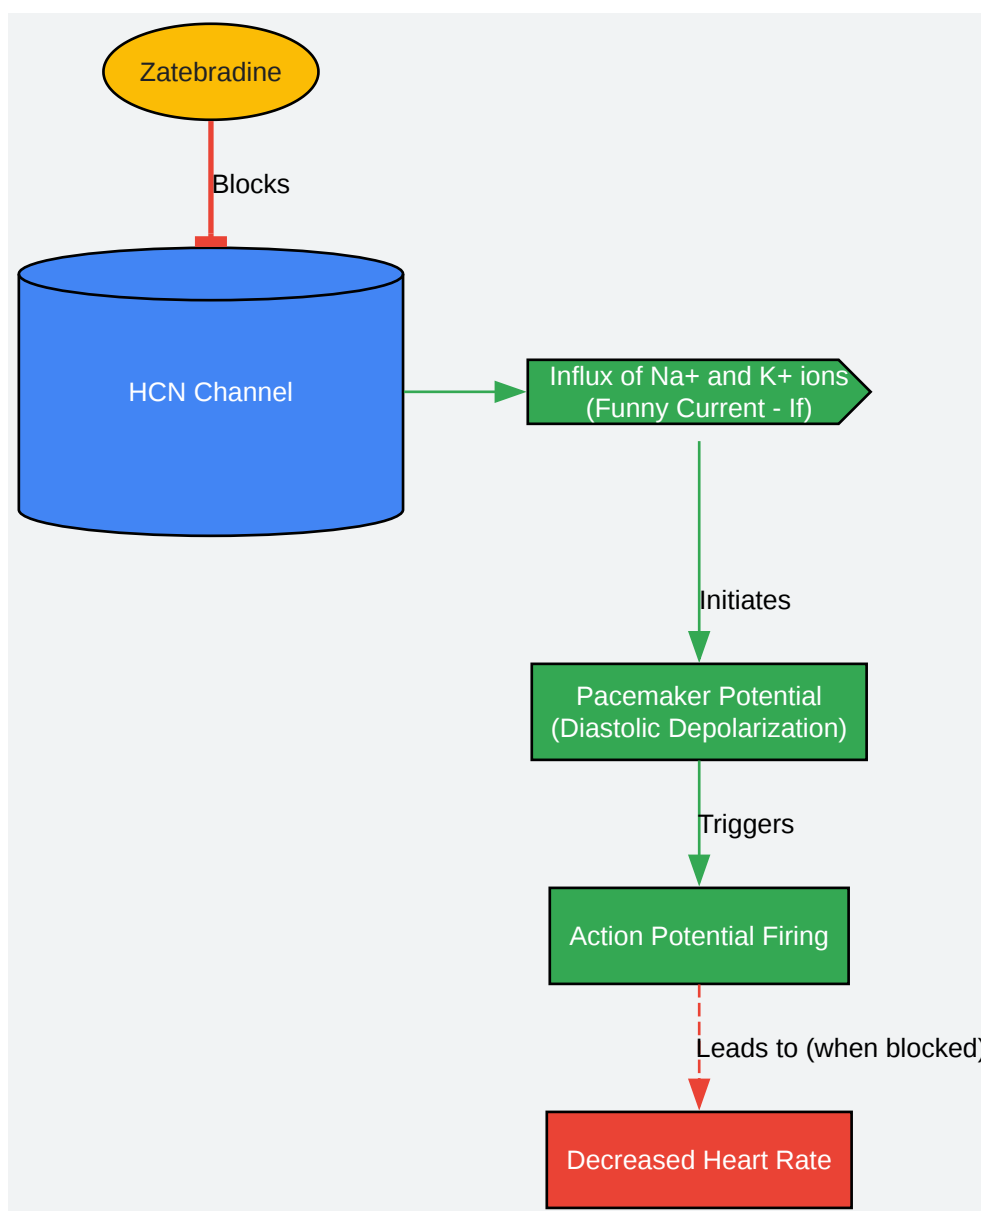 Zatebradine
Blocks
HCN Channel
Influx of Na+ and K+ ions
(Funny Current - If)
Initiates
Pacemaker Potential
(Diastolic Depolarization)
Triggers
Action Potential Firing
Leads to (when blocked)
Decreased Heart Rate